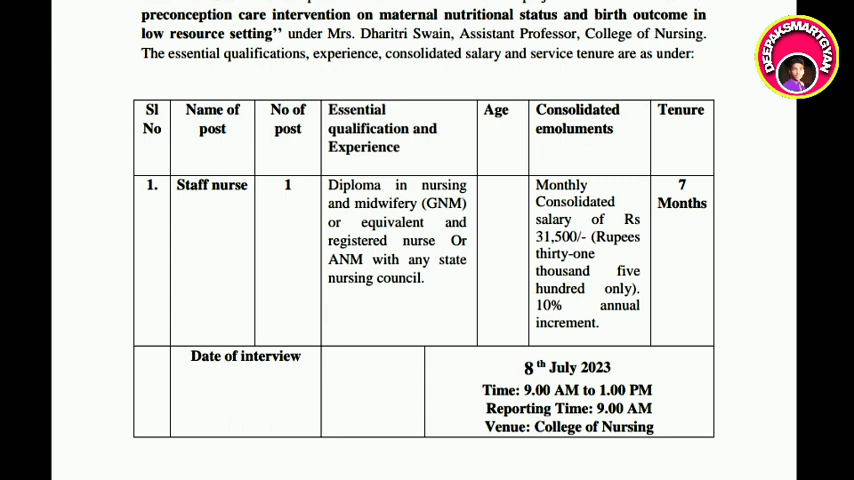 preconception care intervention on maternal nutritional status and birth outcome in
low resource setting” under Mrs. Dharitri Swain, Assistant Professor, College of Nursing.
The essential qualifications, experience, consolidated salary and service tenure are as under:
DEEPAKSMARTGYAN
Sl No
Name of post
No of post
Essential qualification and Experience
Age
Consolidated emoluments
Tenure
1.
Staff nurse
1
Diploma in nursing
and midwifery (GNM)
or equivalent and
registered nurse Or
ANM with any state
nursing council.
Monthly
Consolidated
salary of Rs
31,500/- (Rupees
thirty-one
thousand five
hundred only).
10% annual
increment.
7
Months
Date of interview
8th July 2023
Time: 9.00 AM to 1.00 PM
Reporting Time: 9.00 AM
Venue: College of Nursing